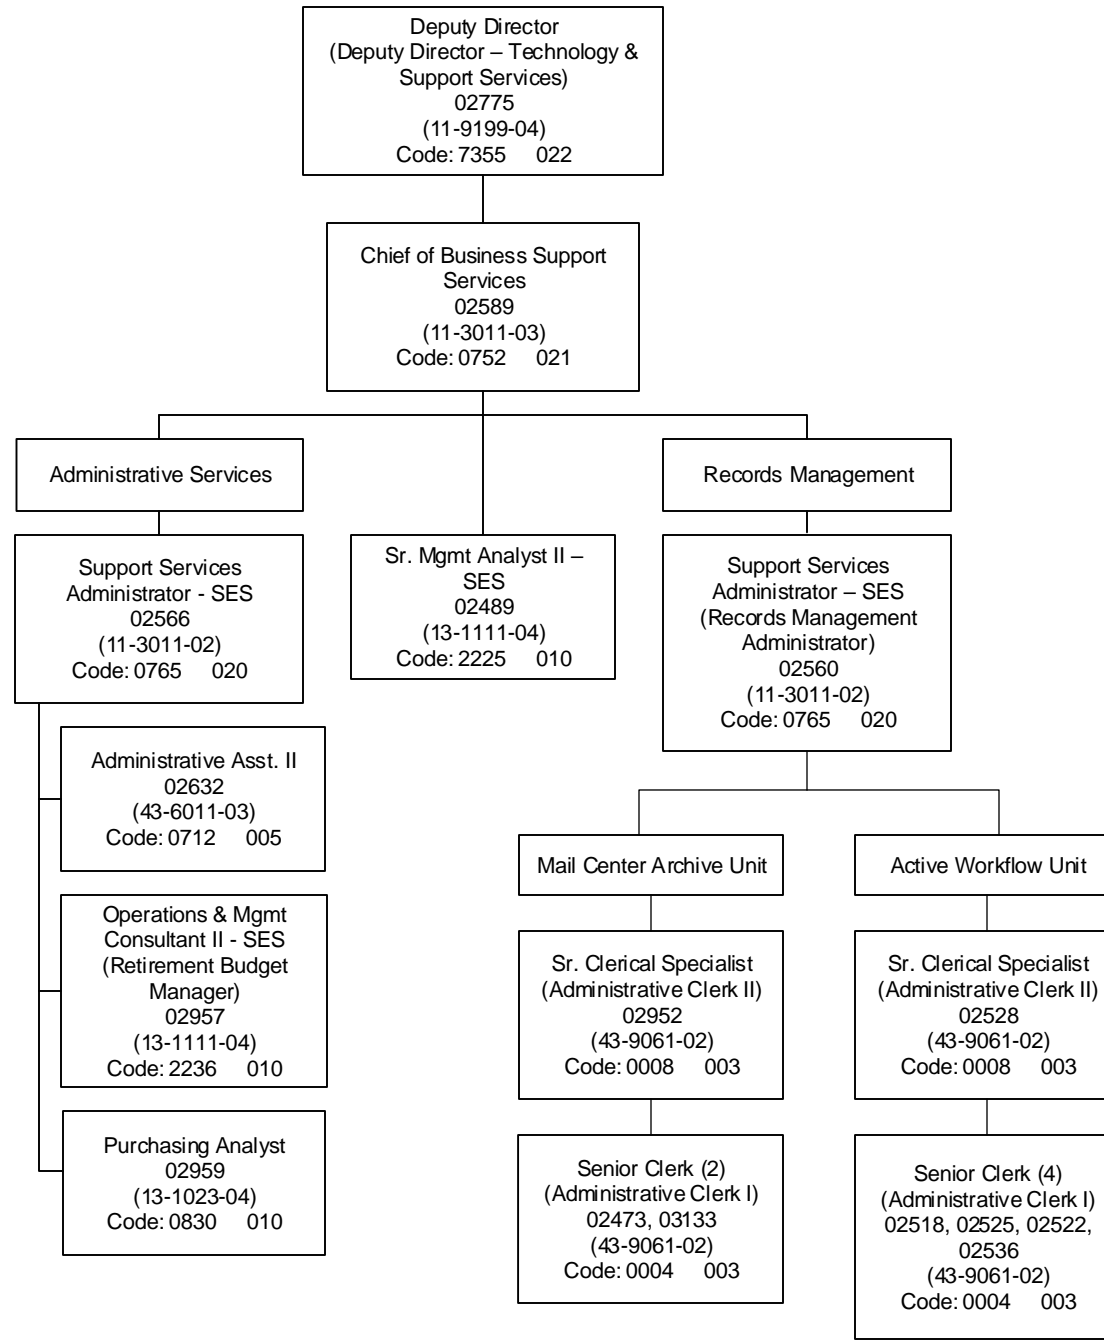 Deputy Director
(Deputy Director – Technology &
Support Services)
02775
(11-9199-04)
Code: 7355 022
Chief of Business Support
Services
02589
(11-3011-03)
Code: 0752 021
Administrative Services
Records Management
Support Services
Administrator - SES
02566
(11-3011-02)
Code: 0765 020
Sr. Mgmt Analyst II –
SES
02489
(13-1111-04)
Code: 2225 010
Support Services
Administrator – SES
(Records Management
Administrator)
02560
(11-3011-02)
Code: 0765 020
Administrative Asst. II
02632
(43-6011-03)
Code: 0712 005
Operations & Mgmt
Consultant II - SES
(Retirement Budget
Manager)
02957
(13-1111-04)
Code: 2236 010
Purchasing Analyst
02959
(13-1023-04)
Code: 0830 010
Mail Center Archive Unit
Active Workflow Unit
Sr. Clerical Specialist
(Administrative Clerk II)
02952
(43-9061-02)
Code: 0008 003
Sr. Clerical Specialist
(Administrative Clerk II)
02528
(43-9061-02)
Code: 0008 003
Senior Clerk (2)
(Administrative Clerk I)
02473, 03133
(43-9061-02)
Code: 0004 003
Senior Clerk (4)
(Administrative Clerk I)
02518, 02525, 02522,
02536
(43-9061-02)
Code: 0004 003